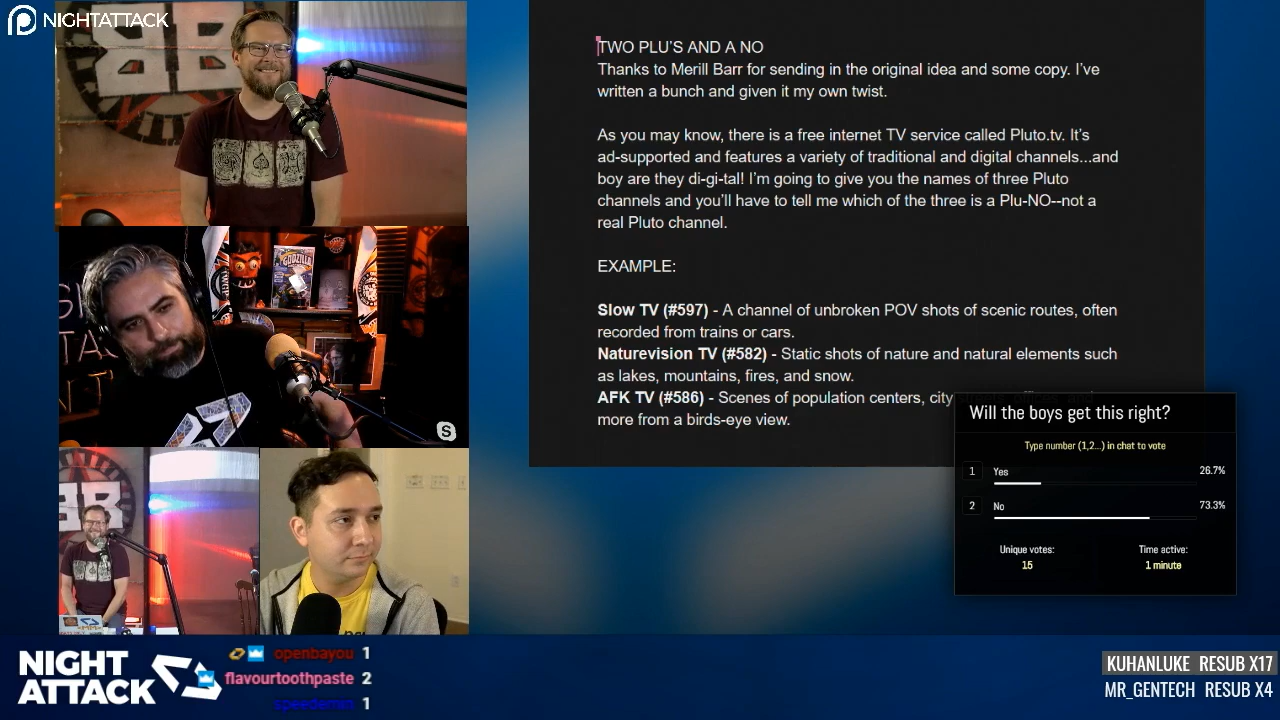 NIGHTATTACK
TWO PLU'S AND A NO
Thanks to Merill Barr for sending in the original idea and some copy. I've
written a bunch and given it my own twist.
As you may know, there is a free internet TV service called Pluto.tv. It's
ad-supported and features a variety of traditional and digital channels...and
boy are they di-gi-tal! I'm going to give you the names of three Pluto
channels and you'll have to tell me which of the three is a Plu-NO--not a
real Pluto channel.
EXAMPLE:
Slow TV (#597) - A channel of unbroken POV shots of scenic routes, often
recorded from trains or cars.
Naturevision TV (#582) - Static shots of nature and natural elements such
as lakes, mountains, fires, and snow.
AFK TV (#586) - Scenes of population centers, city streets, offices, and
more from a birds-eye view.
Will the boys get this right?
Type number (1,2...) in chat to vote
1 Yes 26.7%
2 No 73.3%
Unique votes: Time active:
15 1 minute
GODZILLA
BB
NIGHT
ATTACK
openbayou 1
flavourtoothpaste 2
speedemin 1
KUHANLUKE RESUB X17
MR_GENTECH RESUB X4